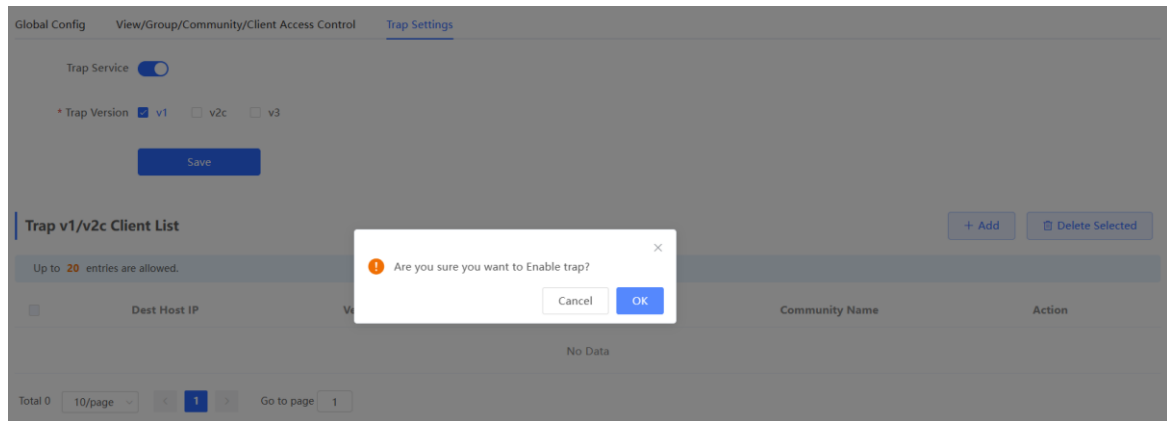 Global Config View/Group/Community/Client Access Control Trap Settings
Trap Service
* Trap Version v1 v2c v3
Save
Trap v1/v2c Client List + Add Delete Selected
Up to 20 entries are allowed.
Are you sure you want to Enable trap?
Cancel OK
Dest Host IP Community Name Action
No Data
Total 0 10/page < 1 > Go to page 1